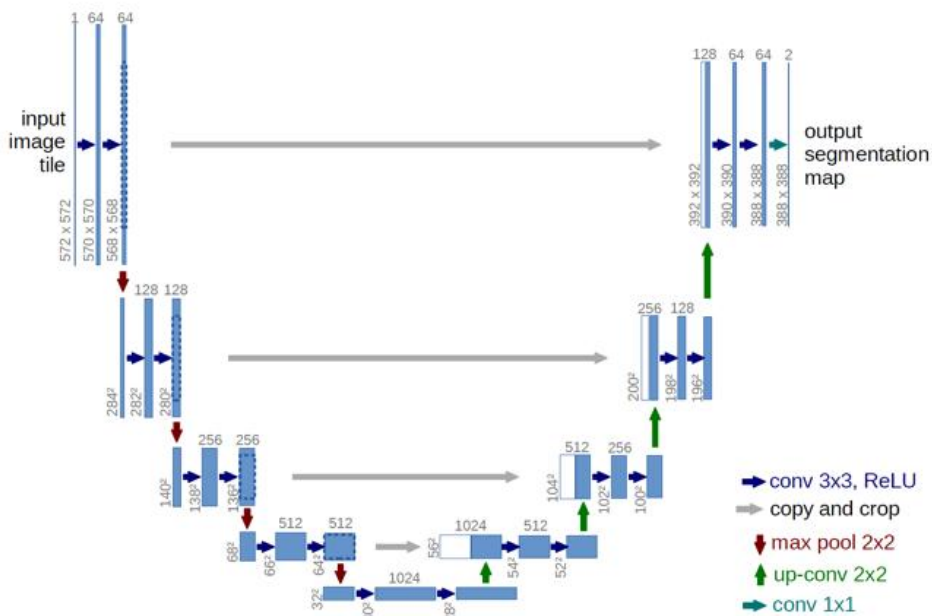 1 64 64
128 64 64 2
input
image
tile
output
segmentation
map
572 x 572
570 x 570
568 x 568
392 x 392
390 x 390
388 x 388
388 x 388
128 128
256 128
284²
282²
280²
200²
198²
196²
256 256
512 256
140²
138²
136²
104²
102²
100²
512 512
1024 512
68²
66²
64²
56²
54²
52²
1024
32²
conv 3x3, ReLU
copy and crop
max pool 2x2
up-conv 2x2
conv 1x1